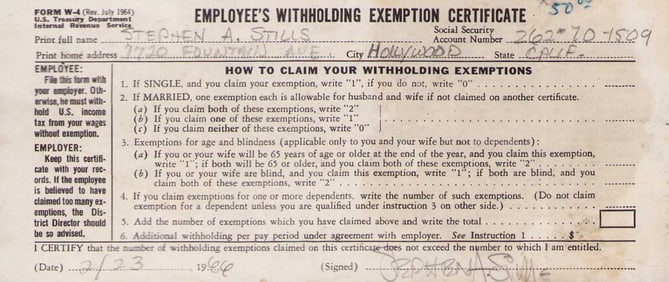 FORM W-4 (Rev. July 1964)
U.S. Treasury Department
Internal Revenue Service
EMPLOYEE'S WITHHOLDING EXEMPTION CERTIFICATE
Print full name STEPHEN A. STILLS Social Security Account Number 262-70-1509
Print home address 7720 FOUNTAIN AVE City HOLLYWOOD State CALIF.
EMPLOYEE:
File this form with
your employer. Oth-
erwise, he must with-
hold U.S. income
tax from your wages
without exemption.
EMPLOYER:
Keep this certifi-
cate with your rec-
ords. If the employee
is believed to have
claimed too many ex-
emptions, the Dis-
trict Director should
be so advised.
HOW TO CLAIM YOUR WITHHOLDING EXEMPTIONS
1. If SINGLE, and you claim your exemption, write "1", if you do not, write "0"
2. If MARRIED, one exemption each is allowable for husband and wife if not claimed on another certificate.
(a) If you claim both of these exemptions, write "2"
(b) If you claim one of these exemptions, write "1"
(c) If you claim neither of these exemptions, write "0"
3. Exemptions for age and blindness (applicable only to you and your wife but not to dependents):
(a) If you or your wife will be 65 years of age or older at the end of the year, and you claim this exemption,
write "1"; if both will be 65 or older, and you claim both of these exemptions, write "2"
(b) If you or your wife are blind, and you claim this exemption, write "1"; if both are blind, and you
claim both of these exemptions, write "2"
4. If you claim exemptions for one or more dependents, write the number of such exemptions. (Do not claim
exemption for a dependent unless you are qualified under instruction 5 on other side.)
5. Add the number of exemptions which you have claimed above and write the total
6. Additional withholding per pay period under agreement with employer. See Instruction 1 $
I CERTIFY that the number of withholding exemptions claimed on this certificate does not exceed the number to which I am entitled.
(Date) 2/23 1966 (Signed) Stephen A Stills